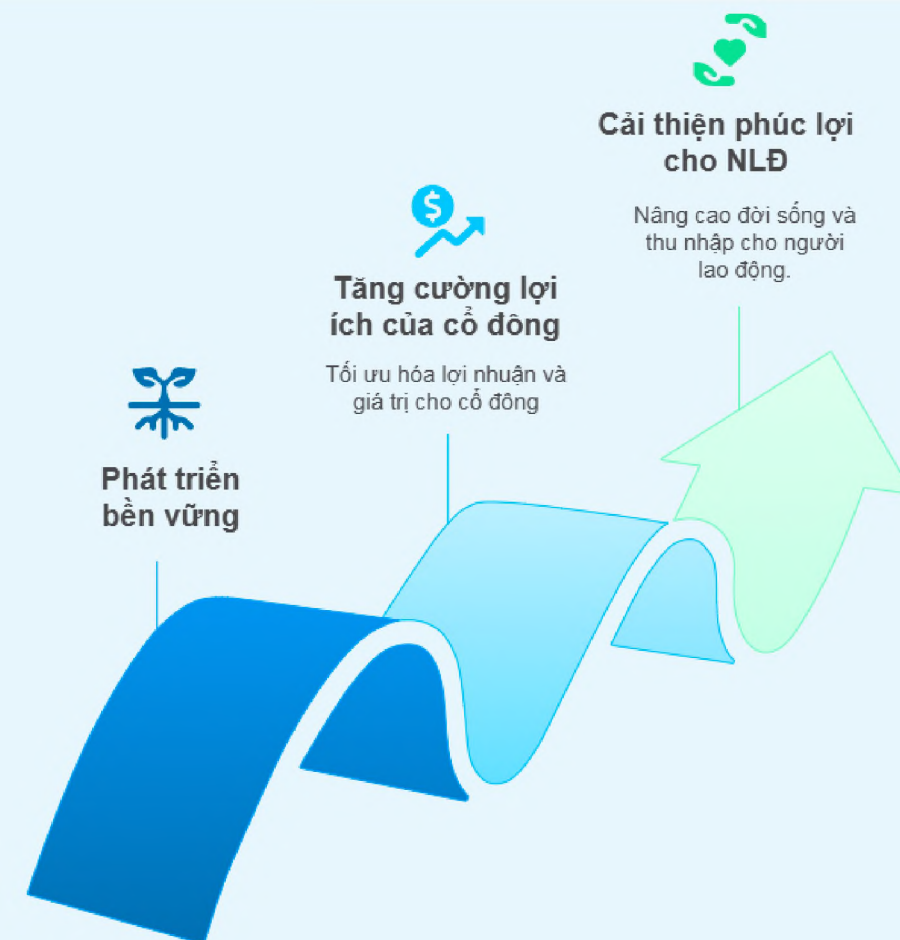 Cải thiện phúc lợi
cho NLĐ
Nâng cao đời sống và
thu nhập cho người
lao động.
$
Tăng cường lợi
ích của cổ đông
Tối ưu hóa lợi nhuận và
giá trị cho cổ đông
Phát triển
bền vững